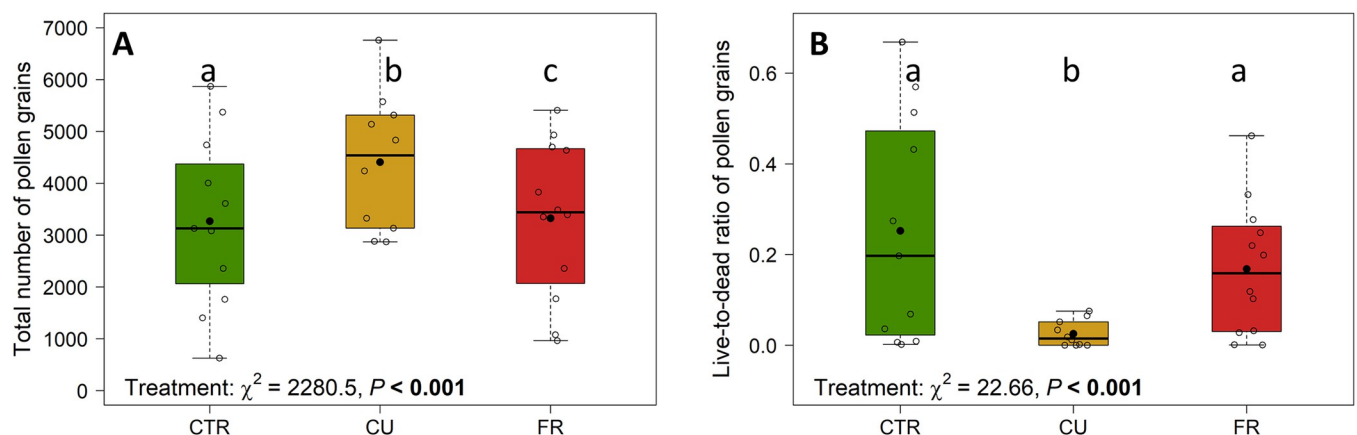 A
a
b
c
Total number of pollen grains
7000
6000
5000
4000
3000
2000
1000
0
Treatment: χ² = 2280.5, P < 0.001
CTR
CU
FR
B
a
b
a
Live-to-dead ratio of pollen grains
0.6
0.4
0.2
0.0
Treatment: χ² = 22.66, P < 0.001
CTR
CU
FR